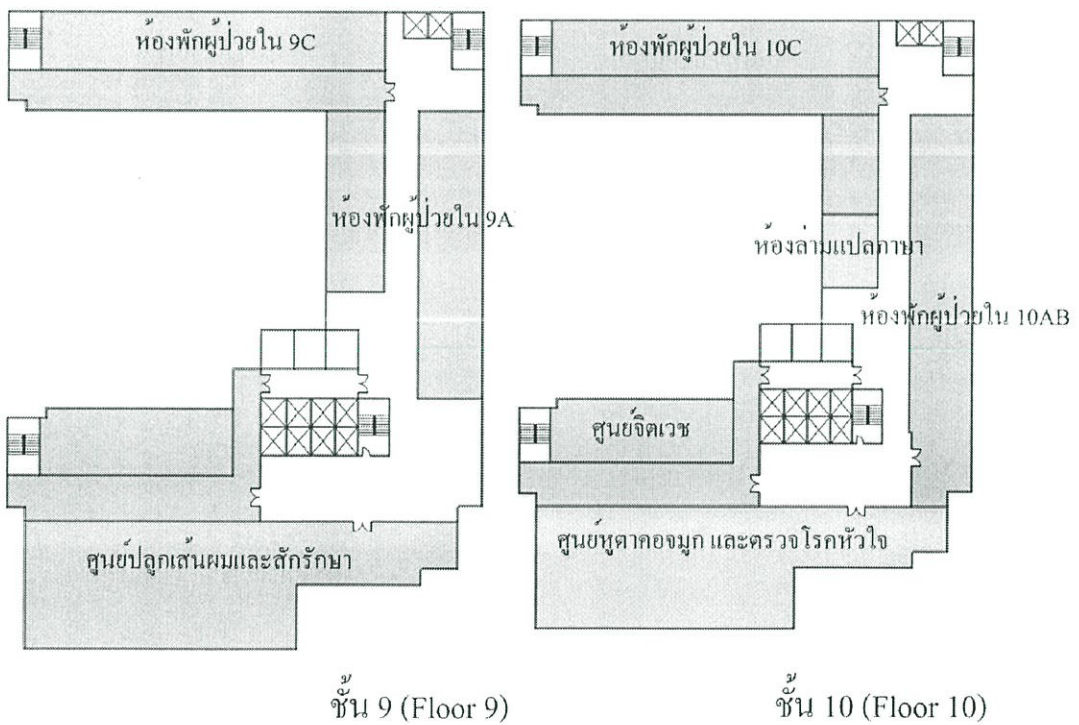 ห้องพักผู้ป่วยใน 9C
ห้องพักผู้ป่วยใน 9A
ศูนย์ปลูกเส้นผมและสักรักษา
ชั้น 9 (Floor 9)
ห้องพักผู้ป่วยใน 10C
ห้องล่ามแปลภาษา
ห้องพักผู้ป่วยใน 10AB
ศูนย์จิตเวช
ศูนย์หูตาคอจมูก และตรวจโรคหัวใจ
ชั้น 10 (Floor 10)